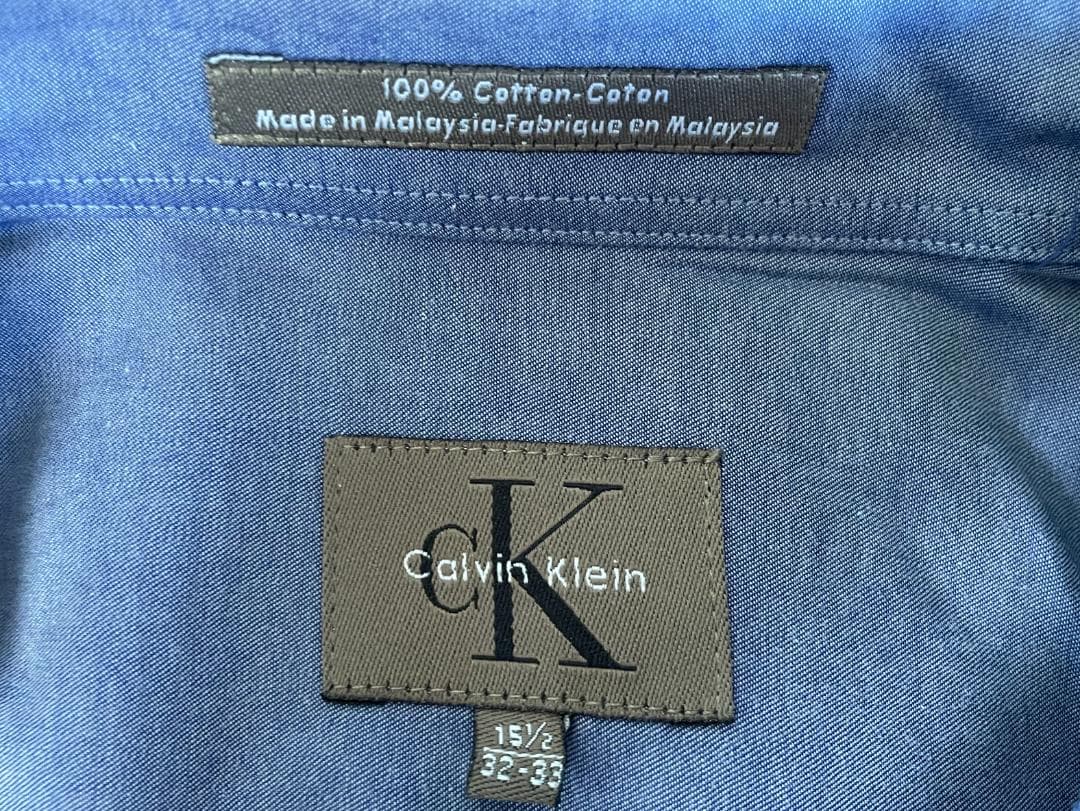 100% Cotton-Coton
Made in Malaysia-Fabrique en Malaysia
cK
Calvin Klein
15½
32-33